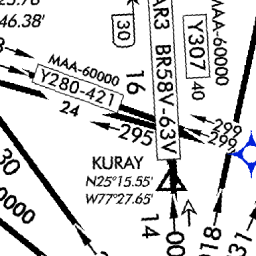 46.38'
30
AR3 BR58V-63V
Y307
40
MAA-60000
MAA-60000
Y280-421
24
16
295
299
299
KURAY
N25°15.55'
W77°27.65'
30
0000
14
00
018
231